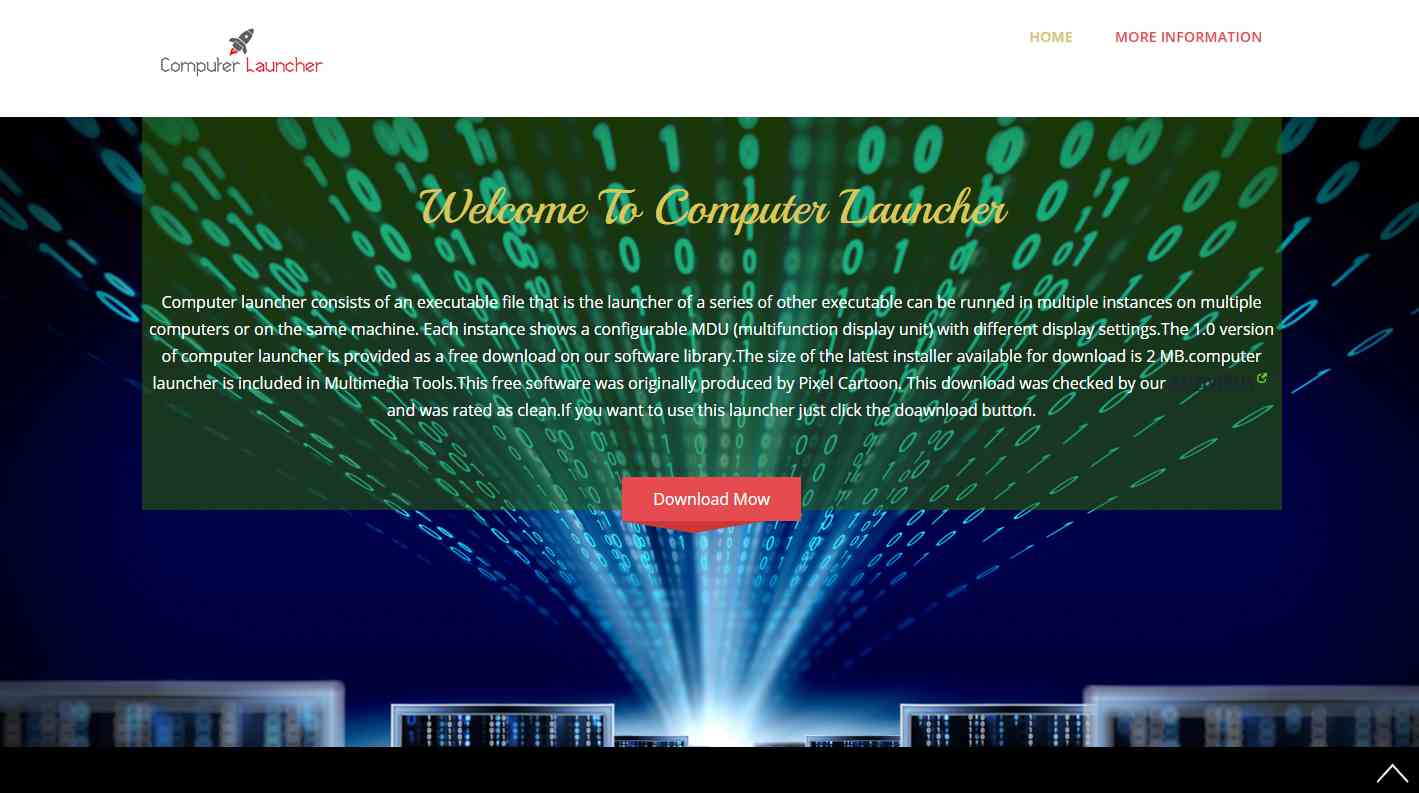 Computer Launcher
HOME
MORE INFORMATION
Welcome To Computer Launcher
Computer launcher consists of an executable file that is the launcher of a series of other executable can be runned in multiple instances on multiple
computers or on the same machine. Each instance shows a configurable MDU (multifunction display unit) with different display settings.The 1.0 version
of computer launcher is provided as a free download on our software library.The size of the latest installer available for download is 2 MB.computer
launcher is included in Multimedia Tools.This free software was originally produced by Pixel Cartoon. This download was checked by our
and was rated as clean.If you want to use this launcher just click the doawnload button.
Download Mow